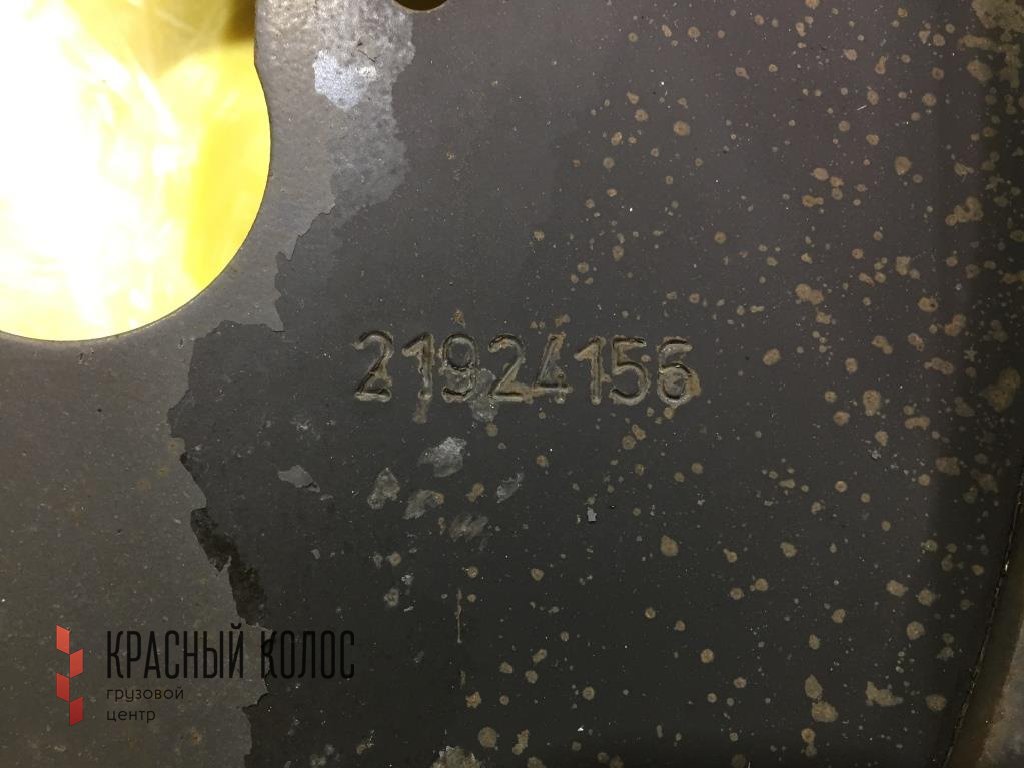 21924156
КРАСНЫЙ КОЛОС
грузовой
центр